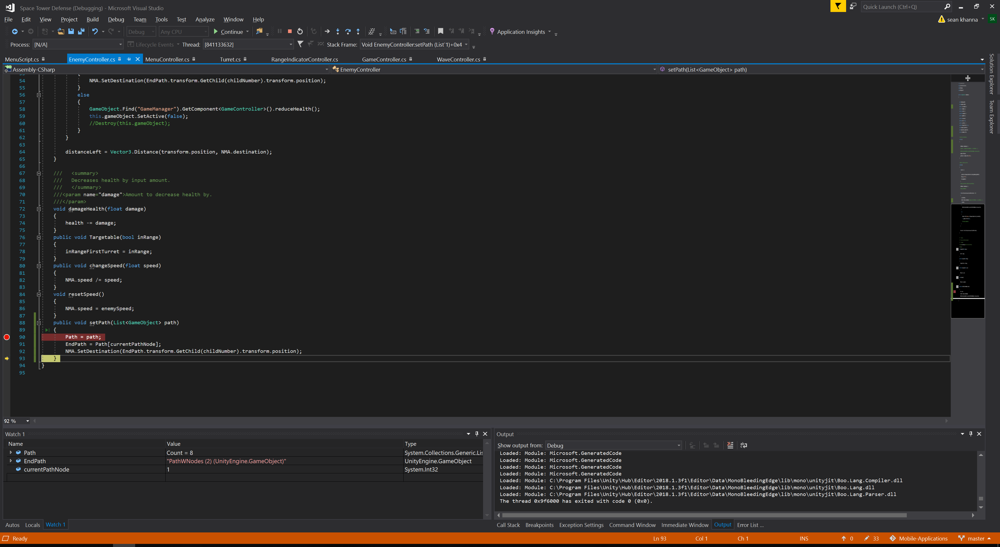 Space Tower Defense (Debugging) - Microsoft Visual Studio
Quick Launch (Ctrl+Q)
File Edit View Project Build Debug Team Tools Test Analyze Window Help
sean khanna SK
Debug Any CPU Continue Application Insights
Process: [N/A] Lifecycle Events Thread: [841133632] Stack Frame: Void EnemyController:setPath (List`1)+0x4
MenuScript.cs EnemyController.cs MenuController.cs Turret.cs RangeIndicatorController.cs GameController.cs WaveController.cs
Assembly-CSharp EnemyController setPath(List<GameObject> path)
Solution Explorer
Team Explorer
54 NMA.SetDestination(EndPath.transform.GetChild(childNumber).transform.position);
55 }
56 else
57 {
58 GameObject.Find("GameManager").GetComponent<GameController>().reduceHealth();
59 this.gameObject.SetActive(false);
60 //Destroy(this.gameObject);
61 }
62 }
63
64 distanceLeft = Vector3.Distance(transform.position, NMA.destination);
65 }
66
67 /// <summary>
68 /// Decreases health by input amount.
69 /// </summary>
70 ///<param name="damage">Amount to decrease health by.
71 ///</param>
72 void damageHealth(float damage)
73 {
74 health -= damage;
75 }
76 public void Targetable(bool inRange)
77 {
78 inRangeFirstTurret = inRange;
79 }
80 public void changeSpeed(float speed)
81 {
82 NMA.speed /= speed;
83 }
84 void resetSpeed()
85 {
86 NMA.speed = enemySpeed;
87 }
88 public void setPath(List<GameObject> path)
89 {
90 Path = path;
91 EndPath = Path[currentPathNode];
92 NMA.SetDestination(EndPath.transform.GetChild(childNumber).transform.position);
93 }
94 }
95
92 %
Watch 1
Name Value Type
Path Count = 8 System.Collections.Generic.Lis
EndPath "PathWNodes (2) (UnityEngine.GameObject)" UnityEngine.GameObject
currentPathNode 1 System.Int32
Autos Locals Watch 1
Output
Show output from: Debug
Loaded: Module: Microsoft.GeneratedCode
Loaded: Module: Microsoft.GeneratedCode
Loaded: Module: Microsoft.GeneratedCode
Loaded: Module: Microsoft.GeneratedCode
Loaded: Module: C:\Program Files\Unity\Hub\Editor\2018.1.3f1\Editor\Data\MonoBleedingEdge\lib\mono\unityjit\Boo.Lang.Compiler.dll
Loaded: Module: C:\Program Files\Unity\Hub\Editor\2018.1.3f1\Editor\Data\MonoBleedingEdge\lib\mono\unityjit\Boo.Lang.dll
Loaded: Module: C:\Program Files\Unity\Hub\Editor\2018.1.3f1\Editor\Data\MonoBleedingEdge\lib\mono\unityjit\Boo.Lang.Parser.dll
The thread 0x9f6000 has exited with code 0 (0x0).
Call Stack Breakpoints Exception Settings Command Window Immediate Window Output Error List ...
Ready Ln 93 Col 1 Ch 1 INS 0 33 Mobile-Applications master